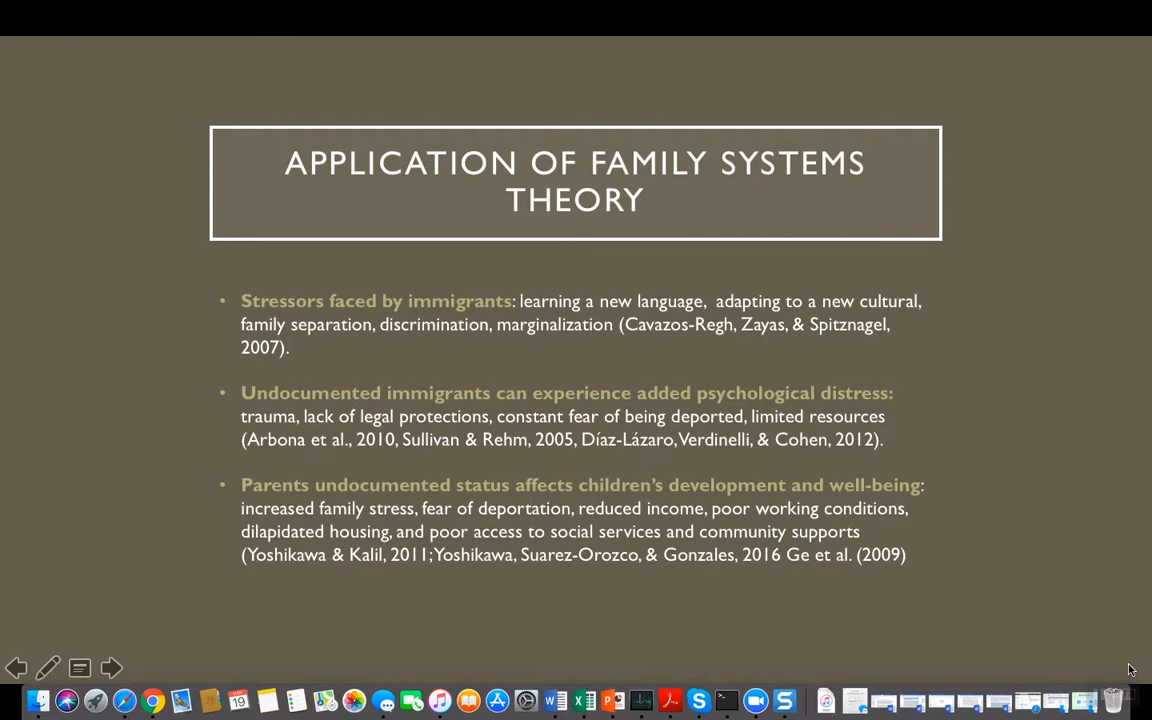 APPLICATION OF FAMILY SYSTEMS
THEORY
• Stressors faced by immigrants: learning a new language, adapting to a new cultural,
family separation, discrimination, marginalization (Cavazos-Regh, Zayas, & Spitznagel,
2007).
• Undocumented immigrants can experience added psychological distress:
trauma, lack of legal protections, constant fear of being deported, limited resources
(Arbona et al., 2010, Sullivan & Rehm, 2005, Díaz-Lázaro, Verdinelli, & Cohen, 2012).
• Parents undocumented status affects children's development and well-being:
increased family stress, fear of deportation, reduced income, poor working conditions,
dilapidated housing, and poor access to social services and community supports
(Yoshikawa & Kalil, 2011; Yoshikawa, Suarez-Orozco, & Gonzales, 2016 Ge et al. (2009)
19